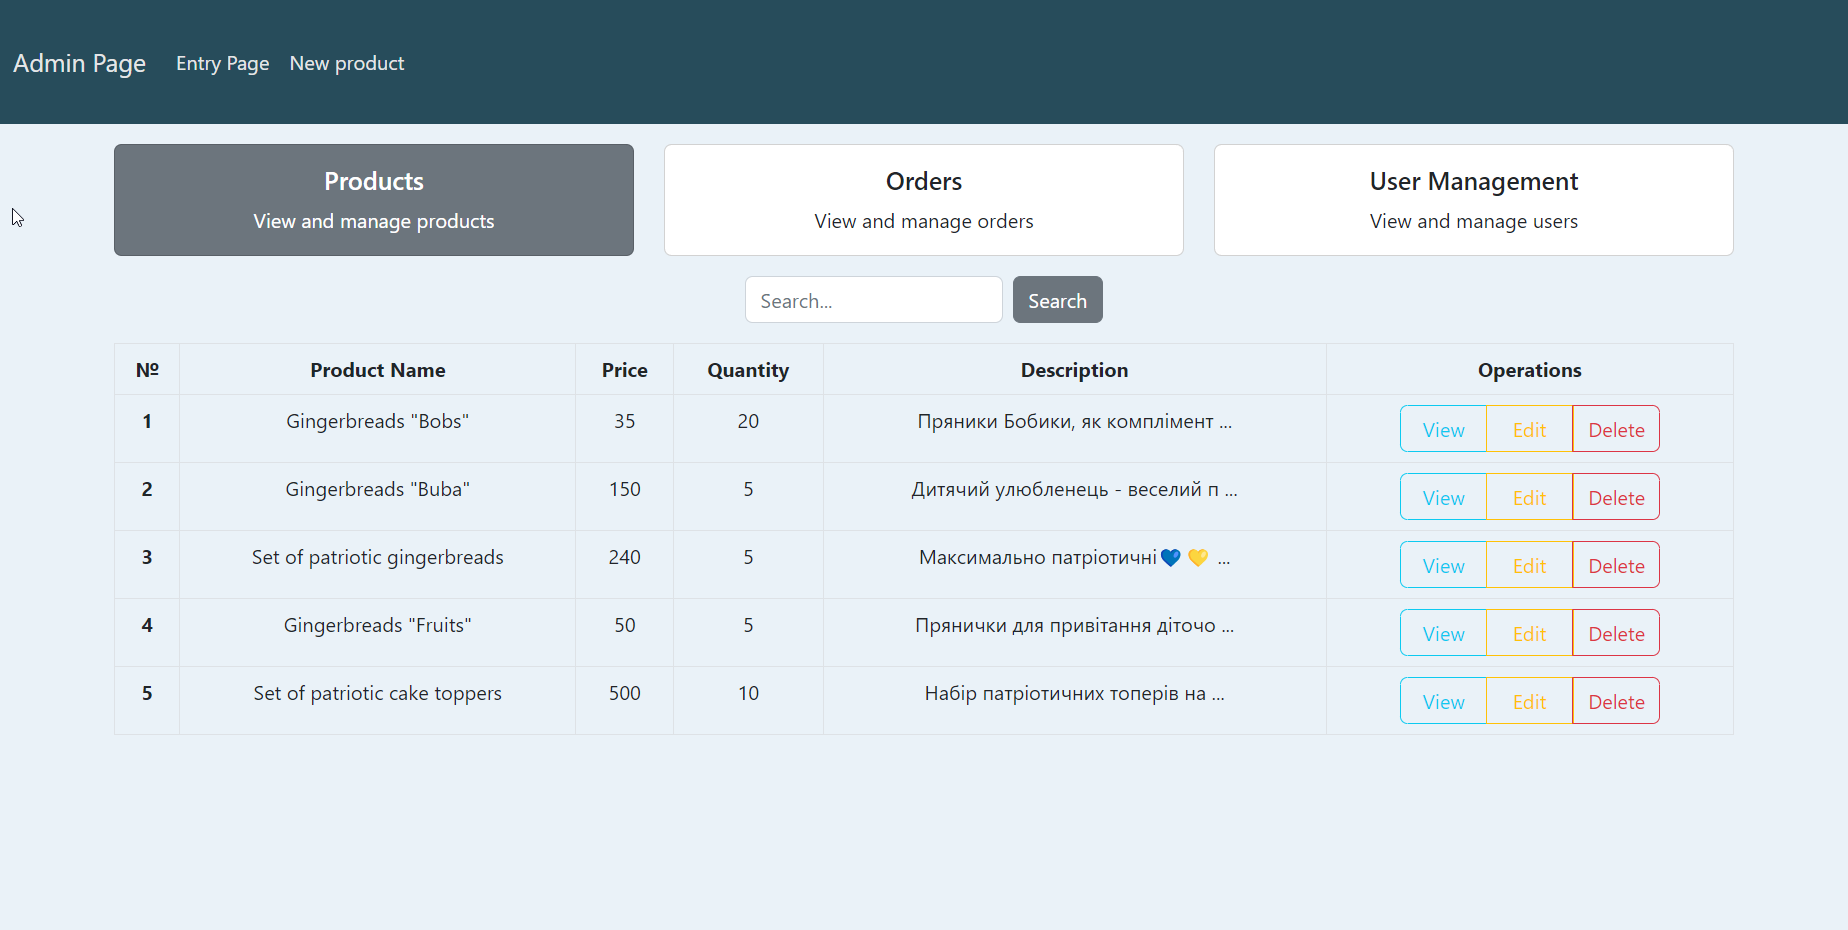 Admin Page Entry Page New product
Products Orders User Management
View and manage products View and manage orders View and manage users
Search... Search
№ Product Name Price Quantity Description Operations
1 Gingerbreads "Bobs" 35 20 Пряники Бобики, як комплімент ... View Edit Delete
2 Gingerbreads "Buba" 150 5 Дитячий улюбленець - веселий п ... View Edit Delete
3 Set of patriotic gingerbreads 240 5 Максимально патріотичні💙 💛 ... View Edit Delete
4 Gingerbreads "Fruits" 50 5 Прянички для привітання діточо ... View Edit Delete
5 Set of patriotic cake toppers 500 10 Набір патріотичних топерів на ... View Edit Delete